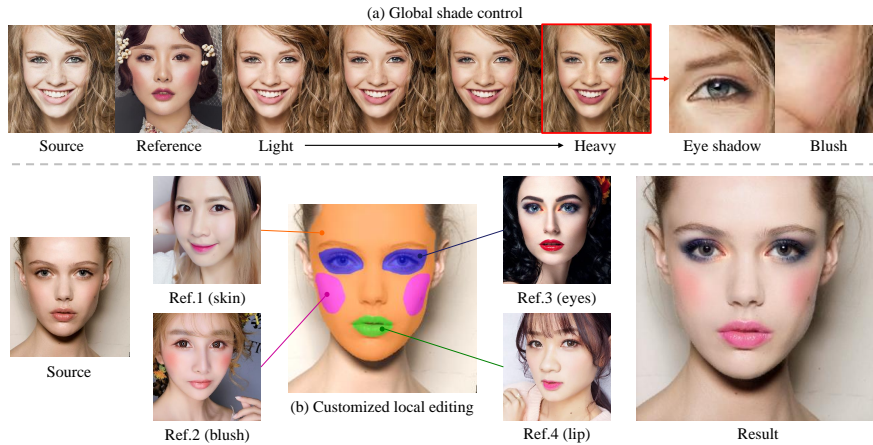 (a) Global shade control
Source
Reference
Light
Heavy
Eye shadow
Blush
Ref.1 (skin)
Ref.3 (eyes)
Source
Ref.2 (blush)
(b) Customized local editing
Ref.4 (lip)
Result